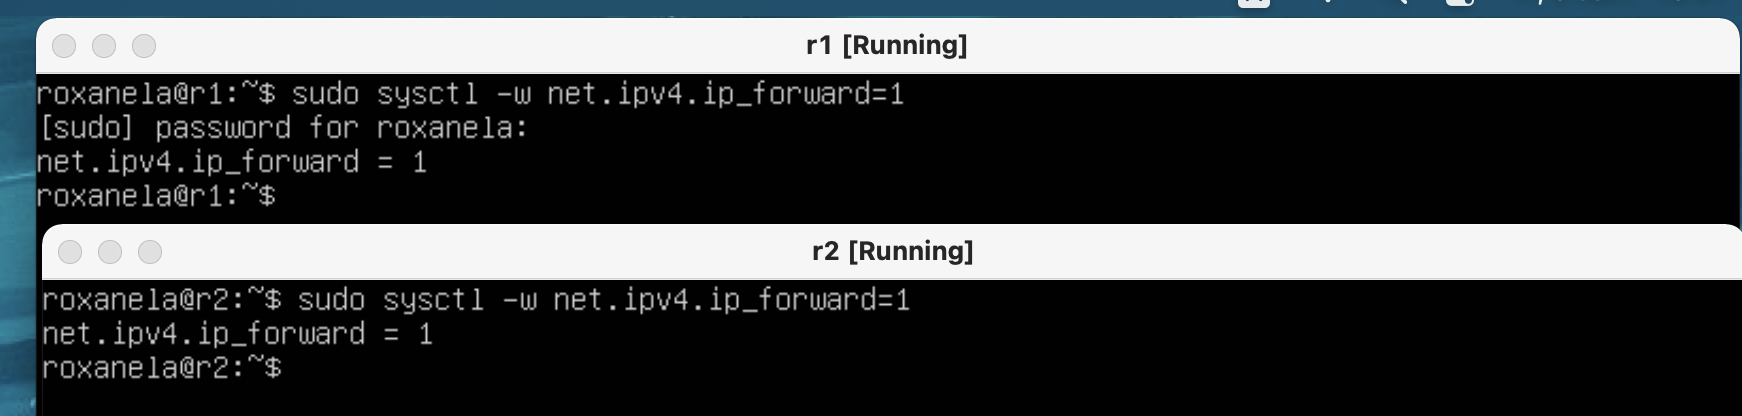 r1 [Running]
roxanela@r1:~$ sudo sysctl -w net.ipv4.ip_forward=1
[sudo] password for roxanela:
net.ipv4.ip_forward = 1
roxanela@r1:~$
r2 [Running]
roxanela@r2:~$ sudo sysctl -w net.ipv4.ip_forward=1
net.ipv4.ip_forward = 1
roxanela@r2:~$